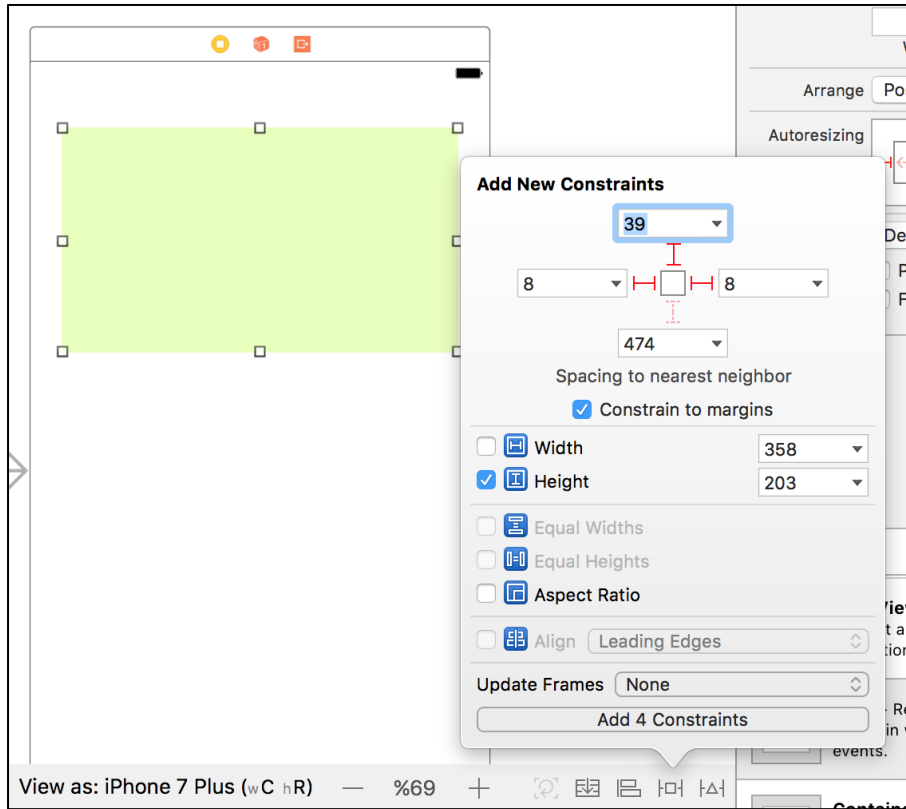 Arrange Po
Autoresizing
Add New Constraints
39
De
P
8 8
F
474
Spacing to nearest neighbor
Constrain to margins
Width 358
Height 203
Equal Widths
Equal Heights
Aspect Ratio
Align Leading Edges
Update Frames None
Add 4 Constraints
events.
View as: iPhone 7 Plus (wC hR) — %69 +